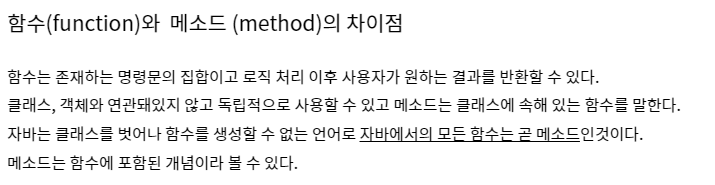 함수(function)와  메소드 (method)의 차이점
함수는 존재하는 명령문의 집합이고 로직 처리 이후 사용자가 원하는 결과를 반환할 수 있다.
클래스, 객체와 연관돼있지 않고 독립적으로 사용할 수 있고 메소드는 클래스에 속해 있는 함수를 말한다.
자바는 클래스를 벗어나 함수를 생성할 수 없는 언어로 자바에서의 모든 함수는 곧 메소드인것이다.
메소드는 함수에 포함된 개념이라 볼 수 있다.